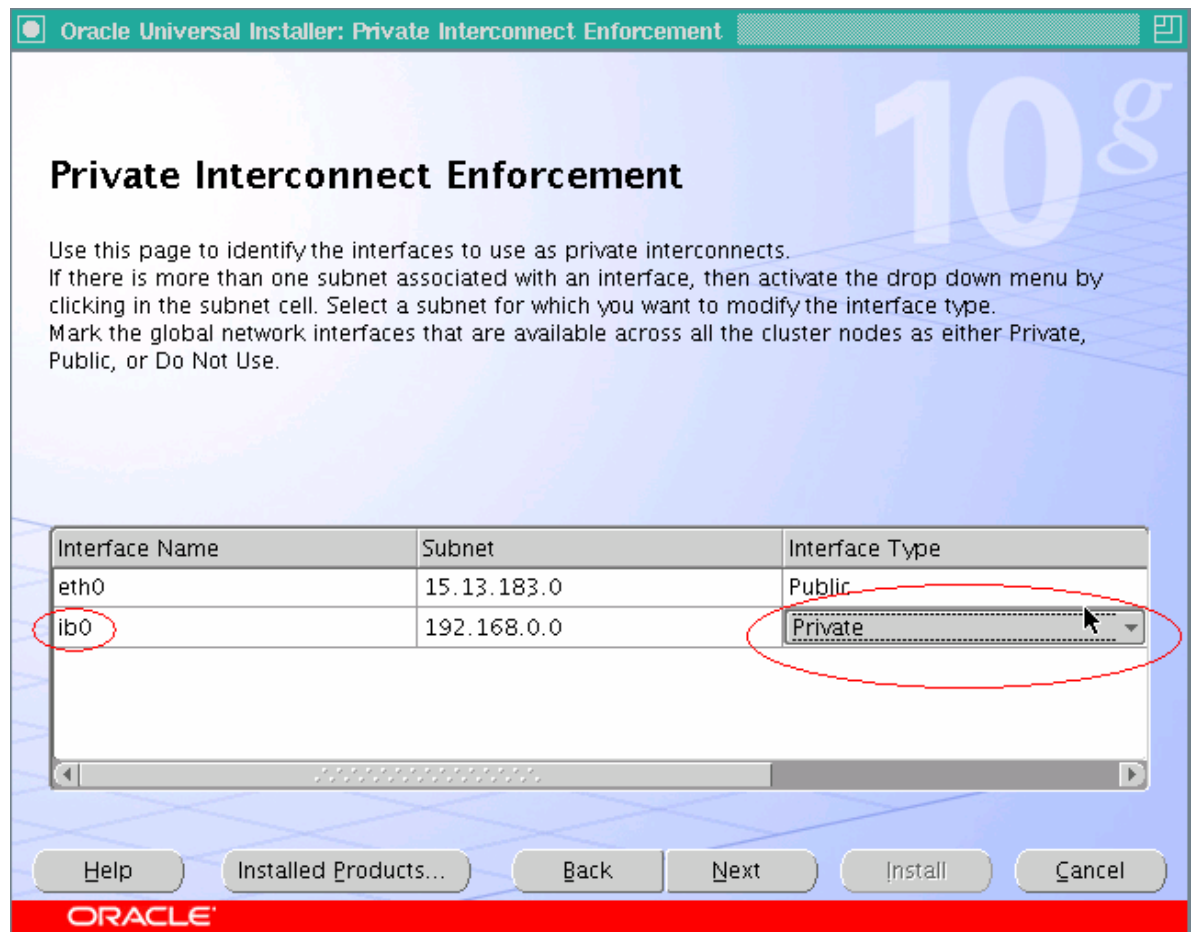 Oracle Universal Installer: Private Interconnect Enforcement
10g
Private Interconnect Enforcement
Use this page to identify the interfaces to use as private interconnects.
If there is more than one subnet associated with an interface, then activate the drop down menu by
clicking in the subnet cell. Select a subnet for which you want to modify the interface type.
Mark the global network interfaces that are available across all the cluster nodes as either Private,
Public, or Do Not Use.
Interface Name Subnet Interface Type
eth0 15.13.183.0 Public
ib0 192.168.0.0 Private
Help Installed Products... Back Next Install Cancel
ORACLE